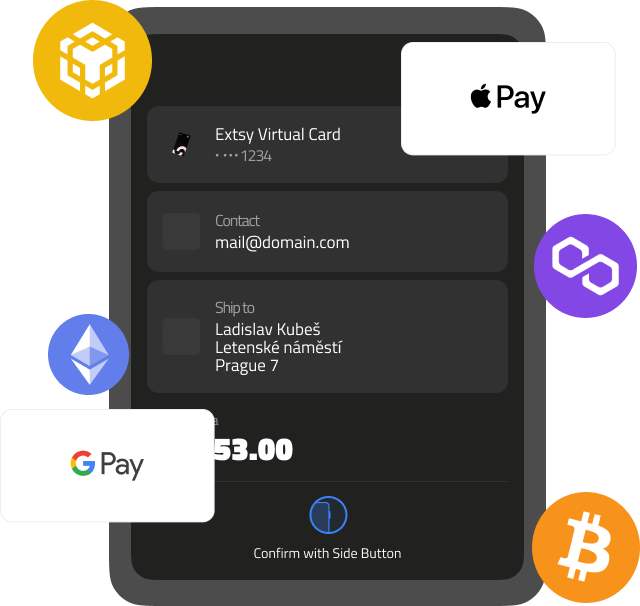 Pay
Extsy Virtual Card
• •••1234
Contact
mail@domain.com
Ship to
Ladislav Kubeš
Letenské náměstí
Prague 7
G Pay
53.00
Confirm with Side Button